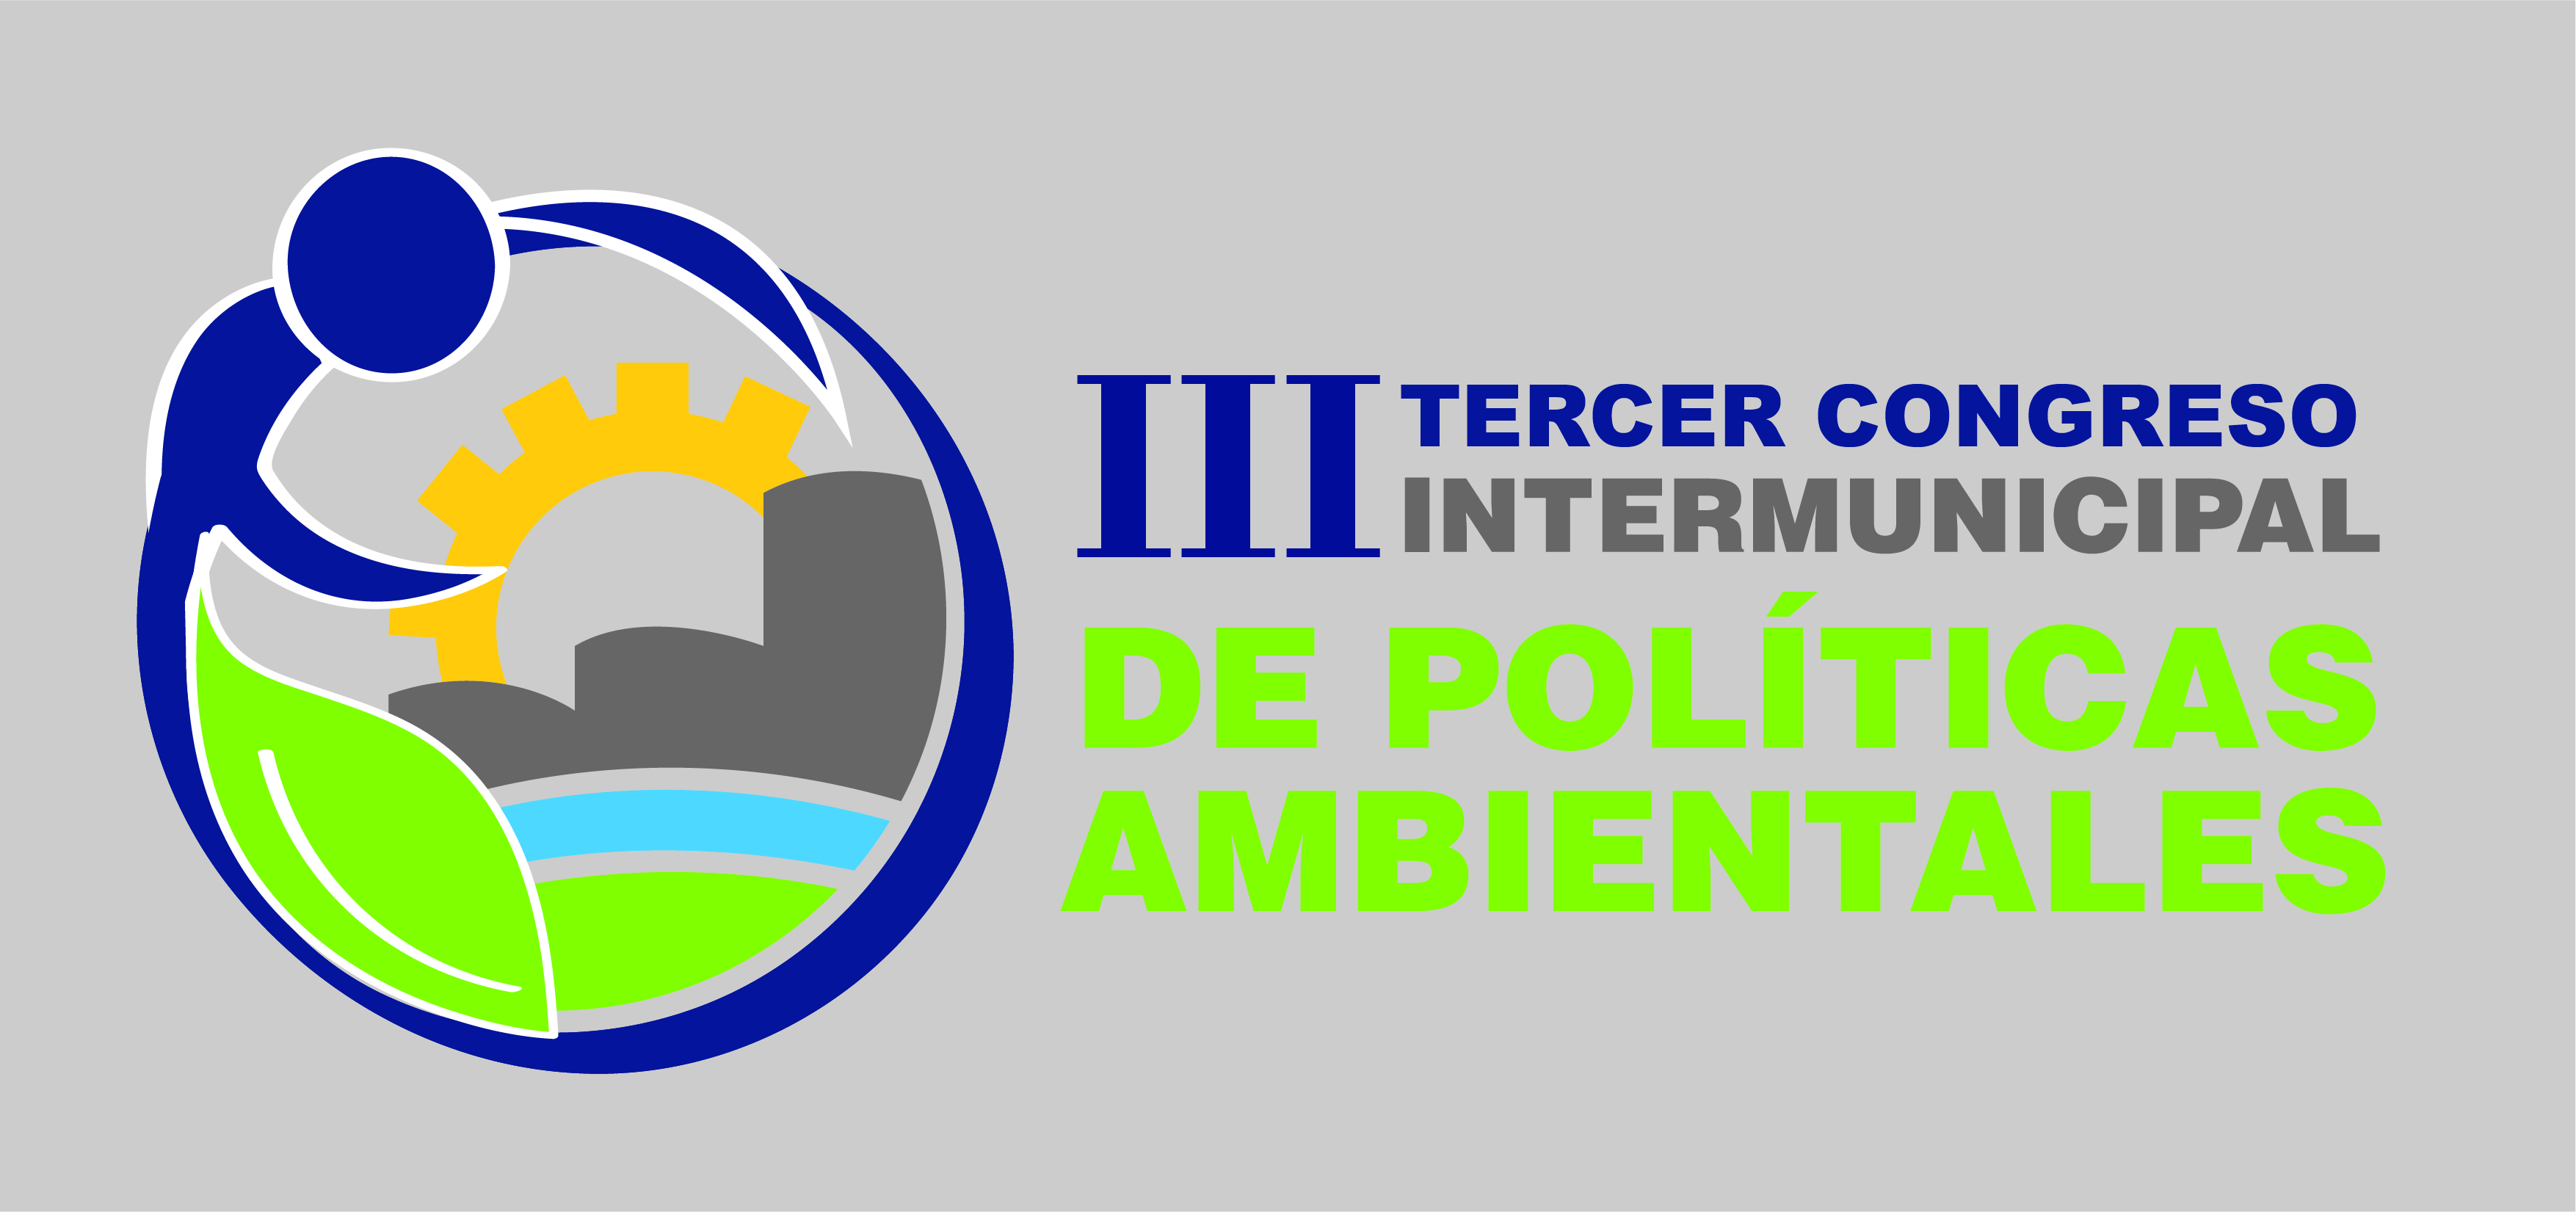 III TERCER CONGRESO
INTERMUNICIPAL
DE POLÍTICAS
AMBIENTALES